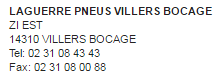 LAGUERRE PNEUS VILLERS BOCAGE
ZI EST
14310 VILLERS BOCAGE
Tel: 02 31 08 43 43
Fax: 02 31 08 00 88